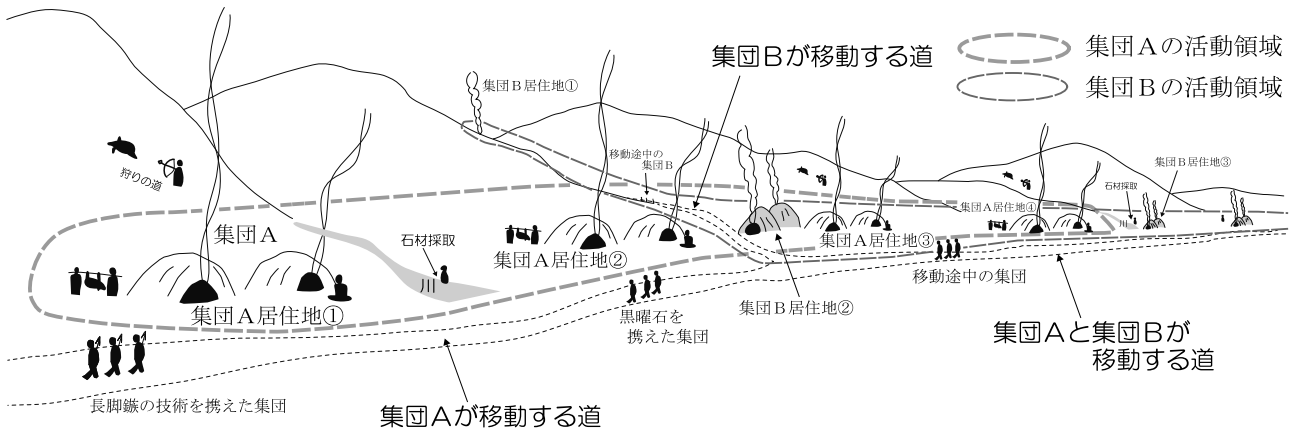 集団Aの活動領域
集団Bの活動領域
集団Bが移動する道
集団B居住地①
移動途中の
集団B
狩りの道
集団A
石材採取
集団A居住地①
集団A居住地②
集団A居住地③
集団A居住地④
石材採取
集団B居住地③
移動途中の集団
集団B居住地②
黒曜石を
携えた集団
集団Aと集団Bが
移動する道
長脚鏃の技術を携えた集団
集団Aが移動する道